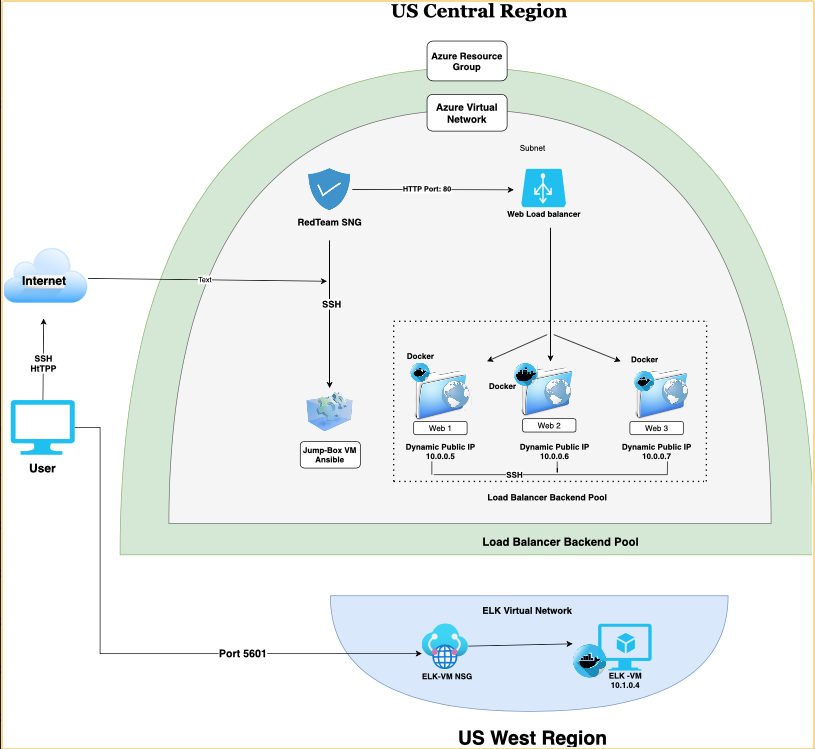 US Central Region
Azure Resource
Group
Azure Virtual
Network
Subnet
HTTP Port: 80
RedTeam SNG
Web Load balancer
Internet
Text
SSH
SSH
HtTPP
User
Docker
Docker
Docker
Web 1
Web 2
Web 3
Jump-Box VM
Ansible
Dynamic Public IP
10.0.0.5
Dynamic Public IP
10.0.0.6
Dynamic Public IP
10.0.0.7
SSH
Load Balancer Backend Pool
Load Balancer Backend Pool
ELK Virtual Network
Port 5601
ELK-VM NSG
ELK -VM
10.1.0.4
US West Region